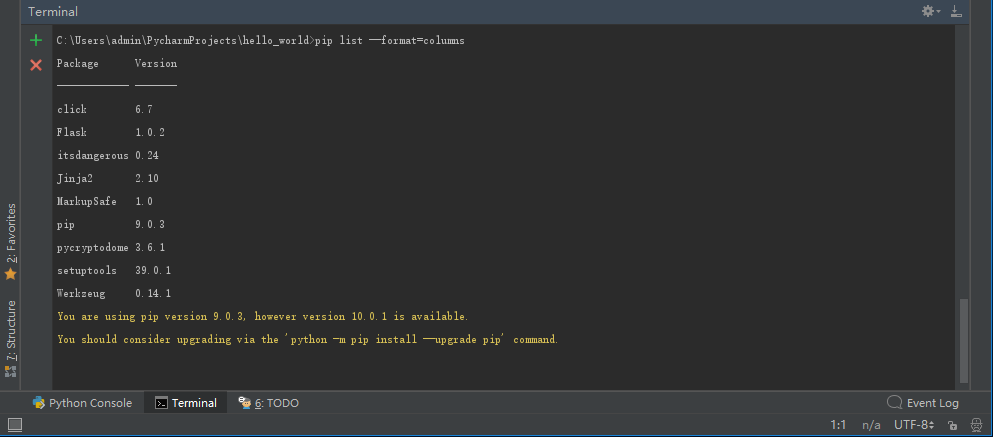 Terminal
C:\Users\admin\PycharmProjects\hello_world>pip list --format=columns
Package Version
------------ -------
click 6.7
Flask 1.0.2
itsdangerous 0.24
Jinja2 2.10
MarkupSafe 1.0
pip 9.0.3
pycryptodome 3.6.1
setuptools 39.0.1
Werkzeug 0.14.1
You are using pip version 9.0.3, however version 10.0.1 is available.
You should consider upgrading via the 'python -m pip install --upgrade pip' command.
2: Favorites
7: Structure
Python Console
Terminal
6: TODO
Event Log
1:1 n/a UTF-8